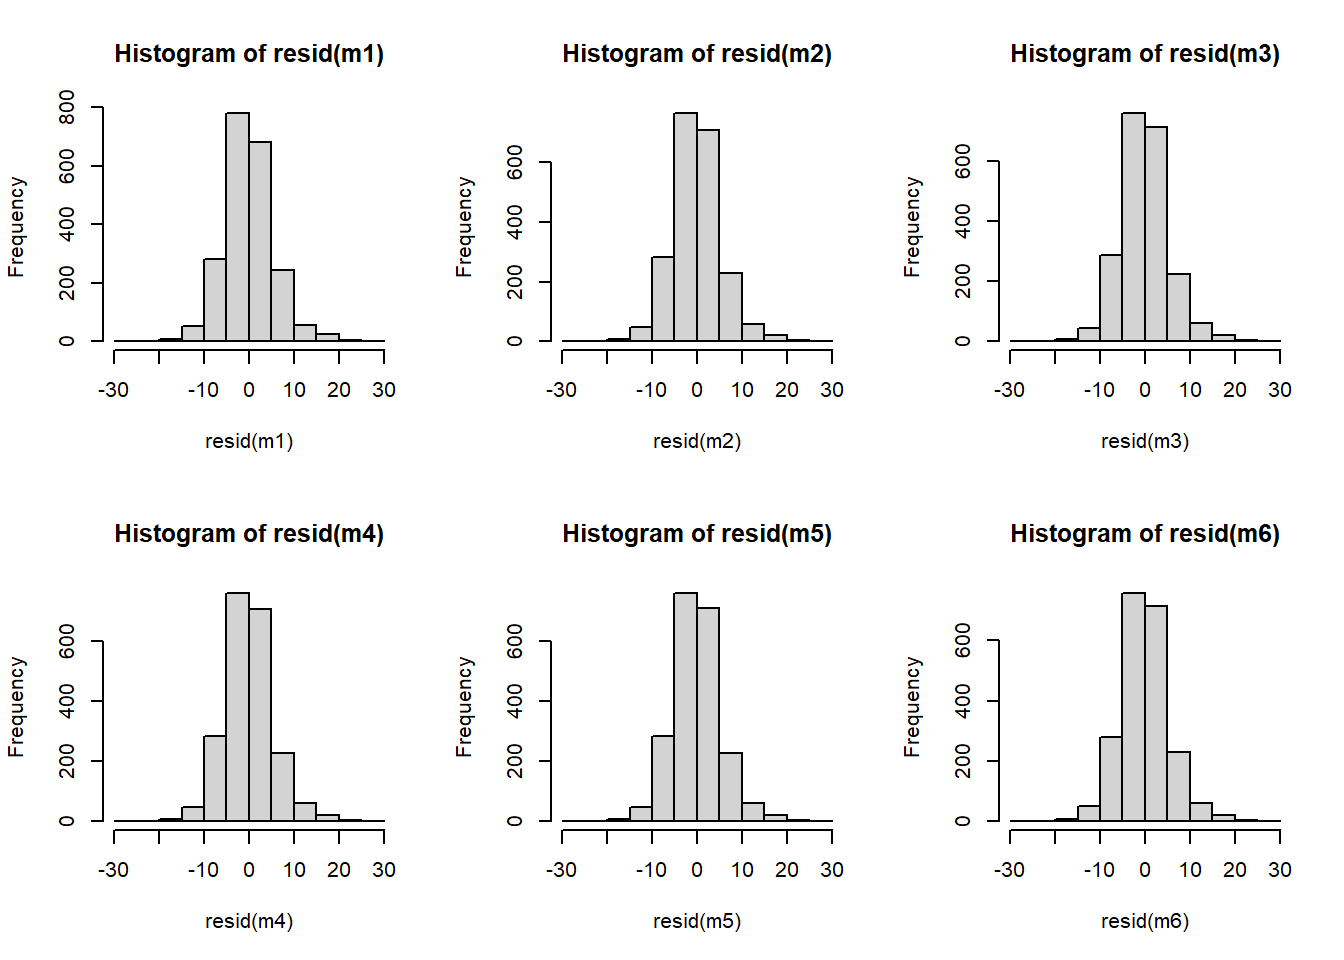 Histogram of resid(m1)
Frequency
800
600
400
200
0
-30 -10 0 10 20 30
resid(m1)
Histogram of resid(m2)
Frequency
600
400
200
0
-30 -10 0 10 20 30
resid(m2)
Histogram of resid(m3)
Frequency
600
400
200
0
-30 -10 0 10 20 30
resid(m3)
Histogram of resid(m4)
Frequency
600
400
200
0
-30 -10 0 10 20 30
resid(m4)
Histogram of resid(m5)
Frequency
600
400
200
0
-30 -10 0 10 20 30
resid(m5)
Histogram of resid(m6)
Frequency
600
400
200
0
-30 -10 0 10 20 30
resid(m6)